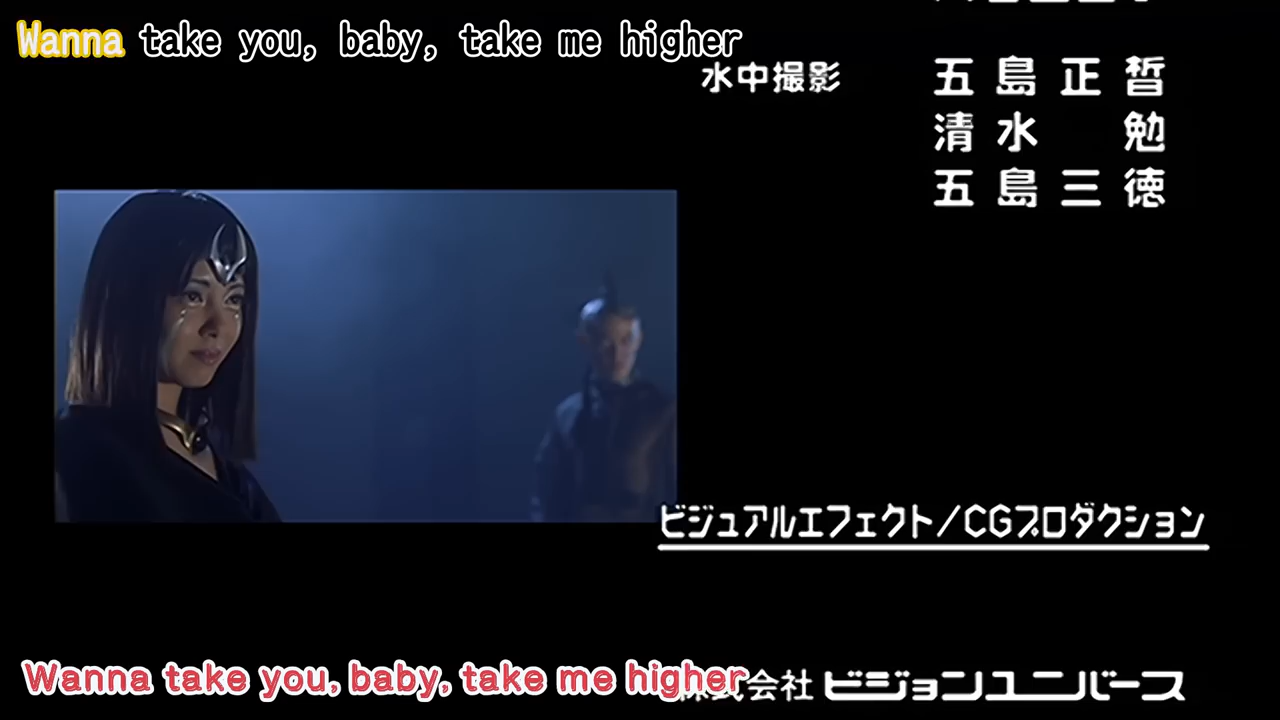 Wanna take you, baby, take me higher
水中撮影 五島正晢
清水 勉
五島三徳
ビジュアルエフェクト/CGプロダクション
Wanna take you, baby, take me higher
株式会社 ビジョンユニバース